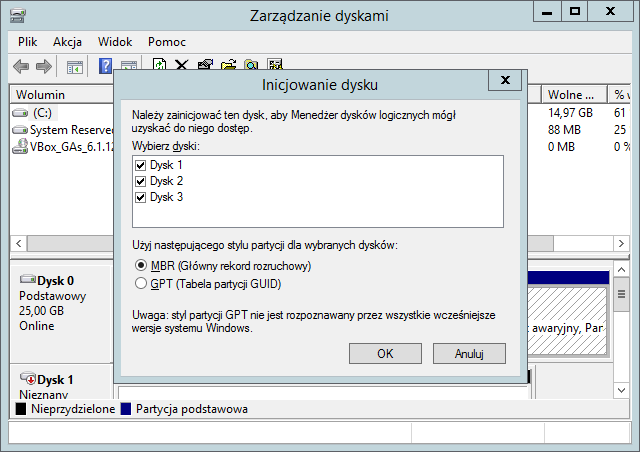 Zarządzanie dyskami
Plik Akcja Widok Pomoc
Inicjowanie dysku
Wolumin Wolne ...
(C:) 14,97 GB 61
System Reserved 88 MB 25
VBox_GAs_6.1.12 0 MB 0 %
Należy zainicjować ten dysk, aby Menedżer dysków logicznych mógł
uzyskać do niego dostęp.
Wybierz dyski:
Dysk 1
Dysk 2
Dysk 3
Użyj następującego stylu partycji dla wybranych dysków:
MBR (Główny rekord rozruchowy)
GPT (Tabela partycji GUID)
Uwaga: styl partycji GPT nie jest rozpoznawany przez wszystkie wcześniejsze
wersje systemu Windows.
OK Anuluj
Dysk 0
Podstawowy
25,00 GB
Online
awaryjny, Par
Dysk 1
Nieznany
Nieprzydzielone Partycja podstawowa